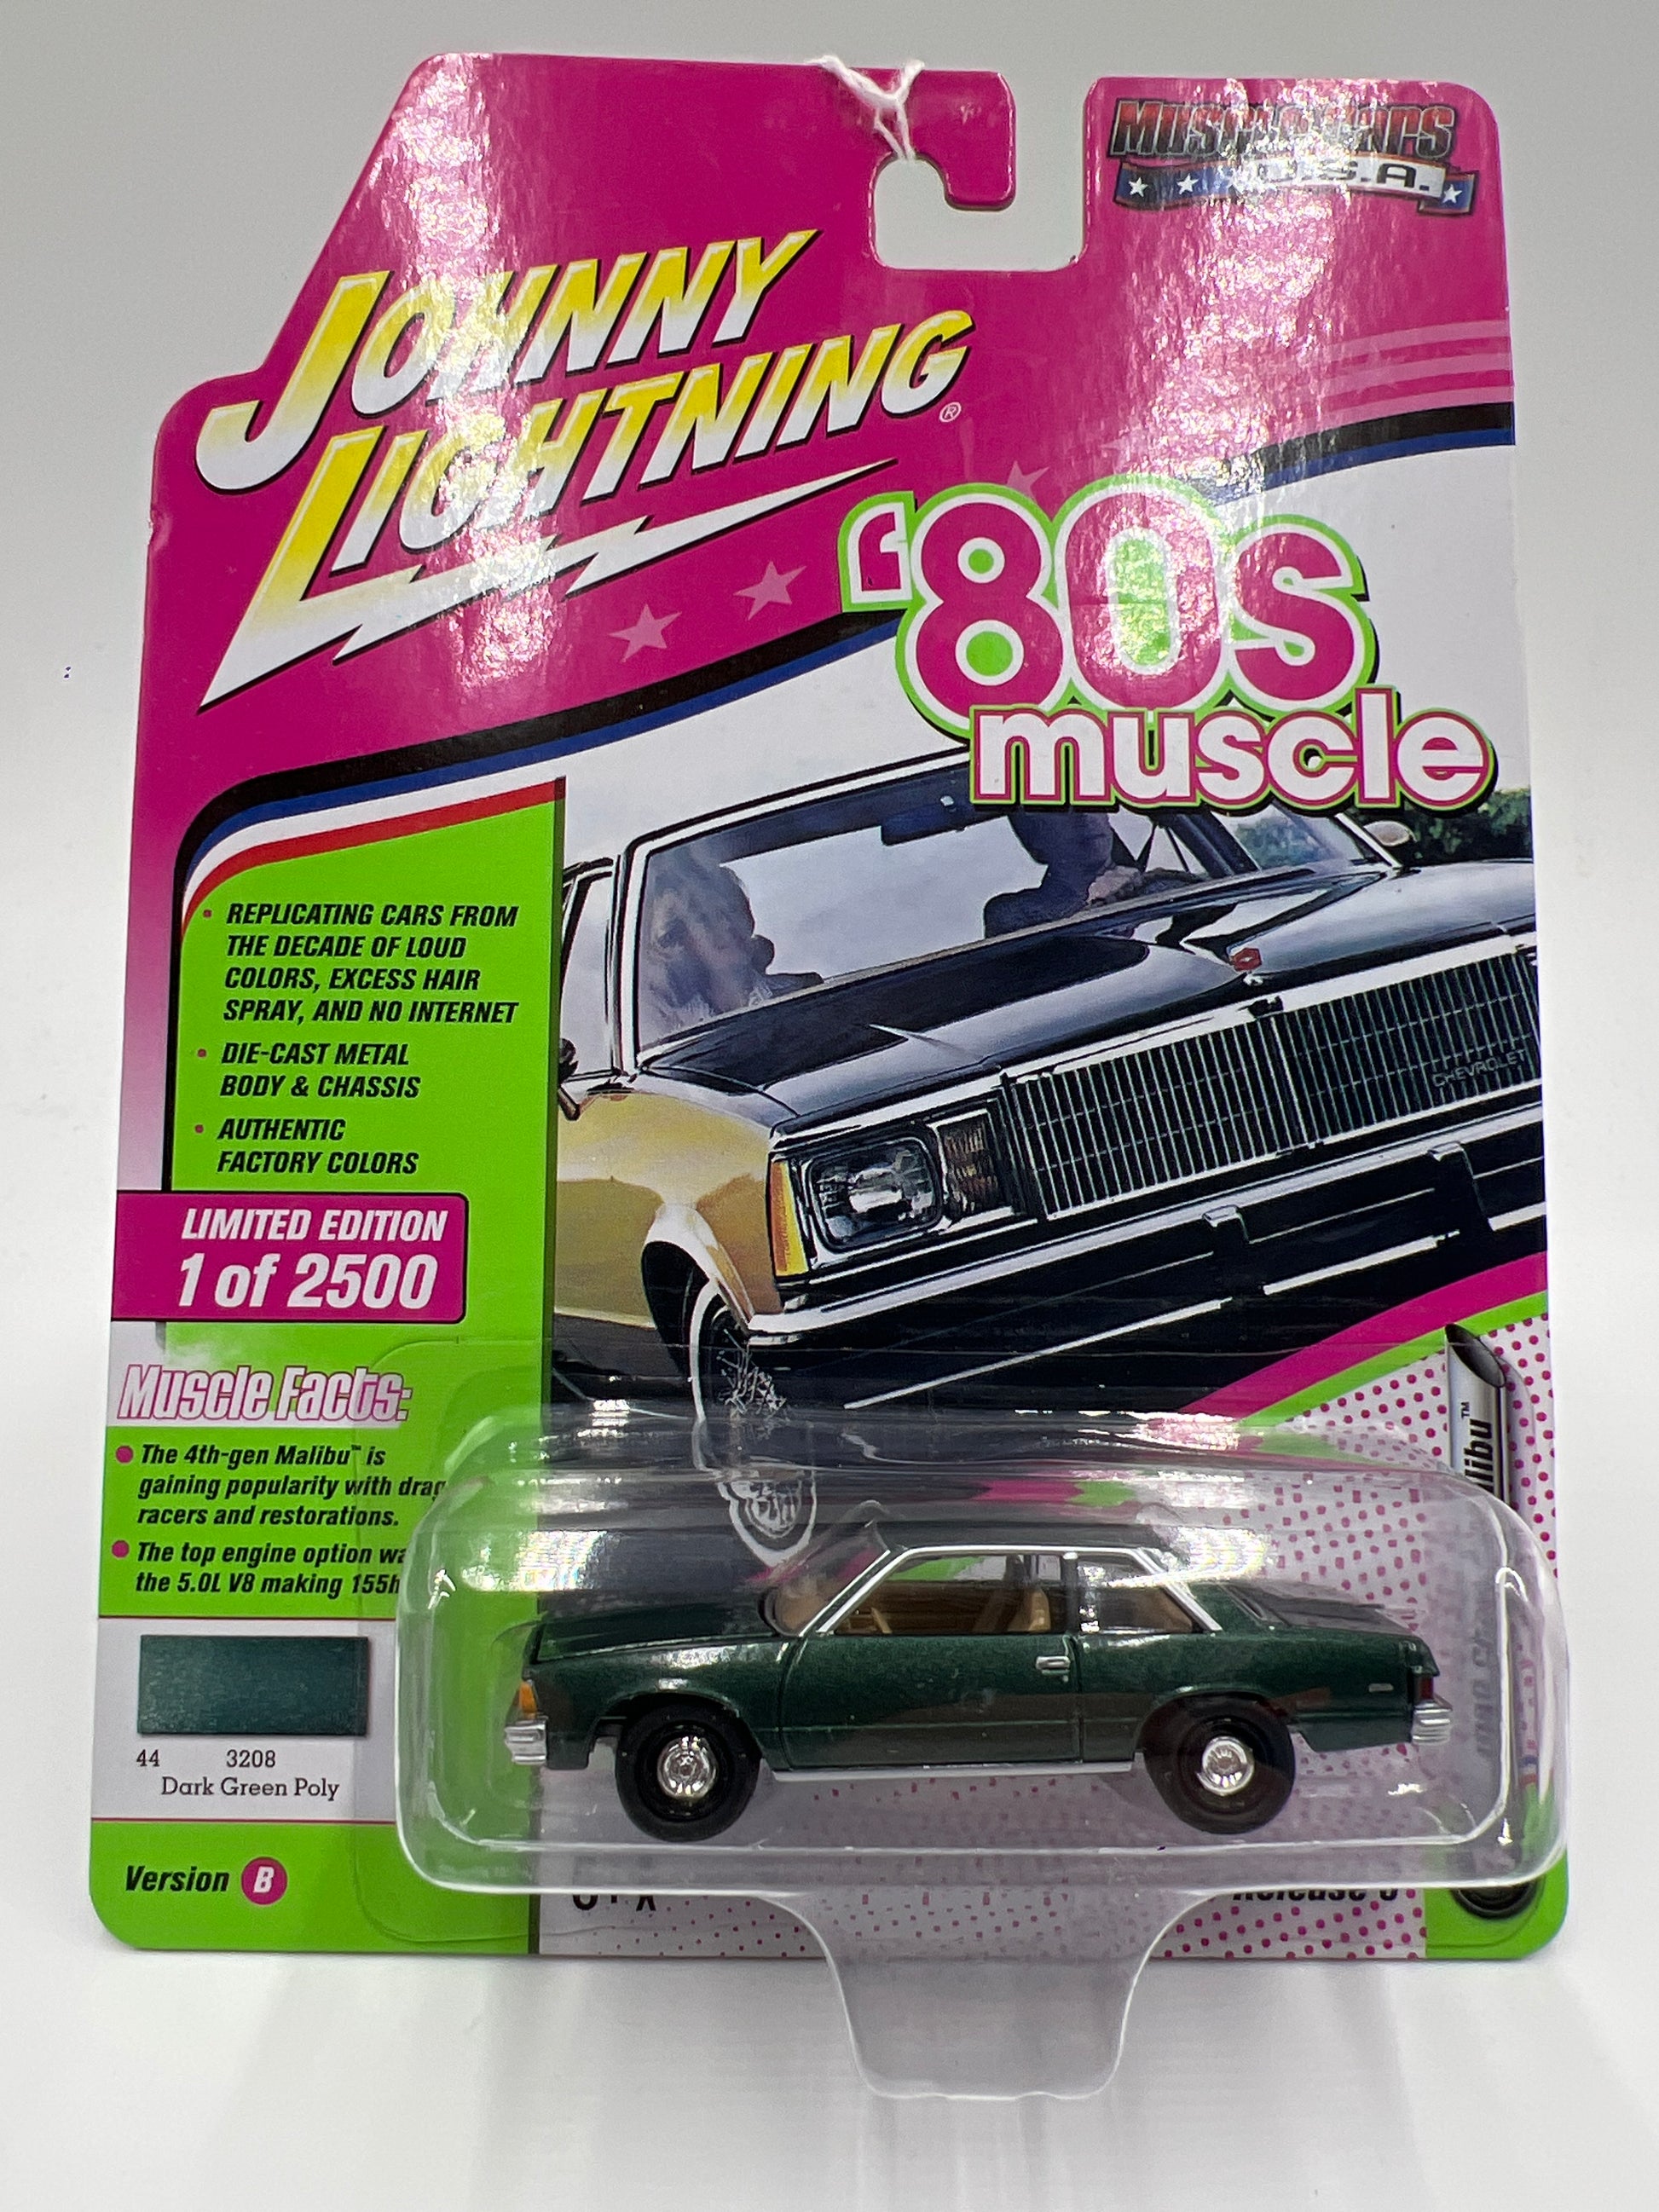 MUSCLE CARS
U.S.A.
JOHNNY
LIGHTNING®
'80s
muscle
• REPLICATING CARS FROM
THE DECADE OF LOUD
COLORS, EXCESS HAIR
SPRAY, AND NO INTERNET
• DIE-CAST METAL
BODY & CHASSIS
• AUTHENTIC
FACTORY COLORS
CHEVROLET
LIMITED EDITION
1 of 2500
Muscle Facts:
• The 4th-gen Malibu™ is
gaining popularity with drag
racers and restorations.
• The top engine option wa
the 5.0L V8 making 155h
44 3208
Dark Green Poly
Version B